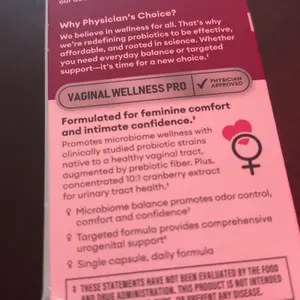 Why Physician's Choice?
We believe in wellness for all. That's why
we're redefining probiotics to be effective,
affordable, and rooted in science. Whether
you need everyday balance or targeted
support—it's time for a new choice.‡
VAGINAL WELLNESS PRO
PHYSICIAN
APPROVED
Formulated for feminine comfort
and intimate confidence.‡
Promotes microbiome wellness with
clinically studied probiotic strains
native to a healthy vaginal tract,
augmented by prebiotic fiber. Plus,
concentrated 10:1 cranberry extract
for urinary tract health.‡
Microbiome balance promotes odor control,
comfort and confidence‡
Targeted formula provides comprehensive
urogenital support‡
Single capsule, daily formula
‡ THESE STATEMENTS HAVE NOT BEEN EVALUATED BY THE FOOD
AND DRUG ADMINISTRATION. THIS PRODUCT IS NOT INTENDED
OR PREVENT ANY DISEASE.